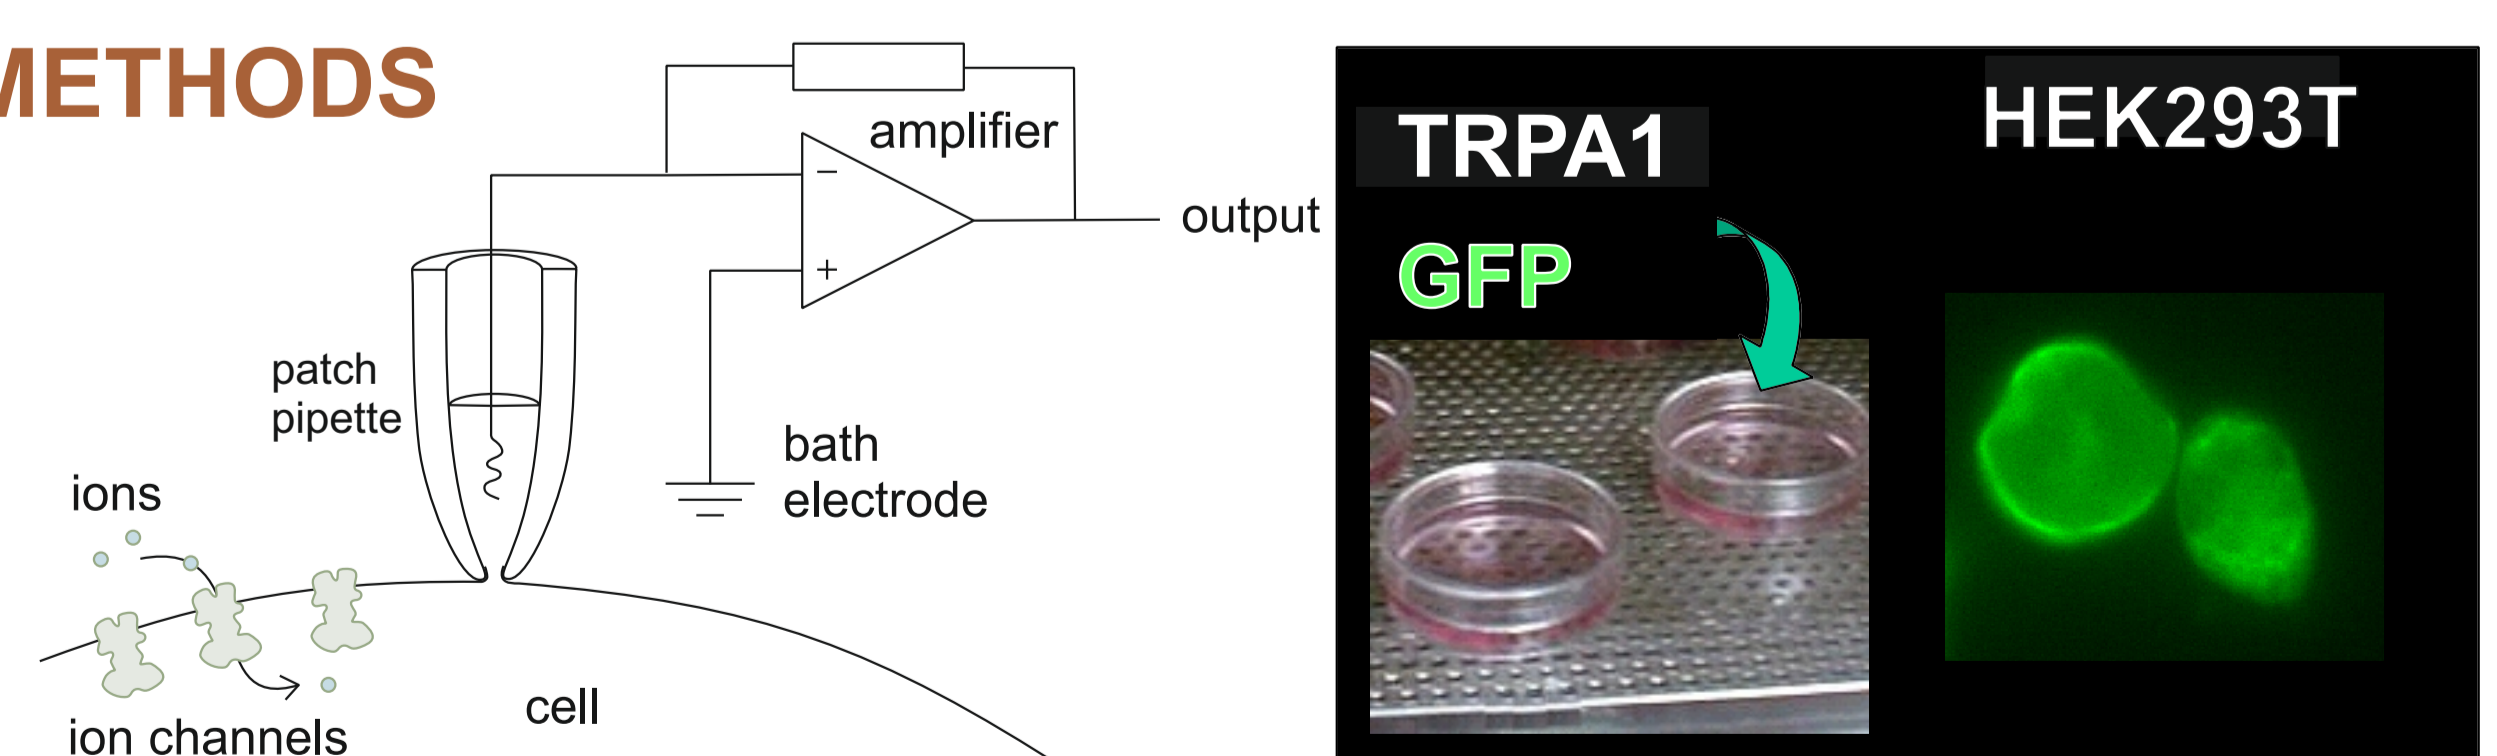 METHODS
amplifier
−
+
output
patch
pipette
bath
electrode
ions
ion channels
cell
TRPA1
GFP
HEK293T